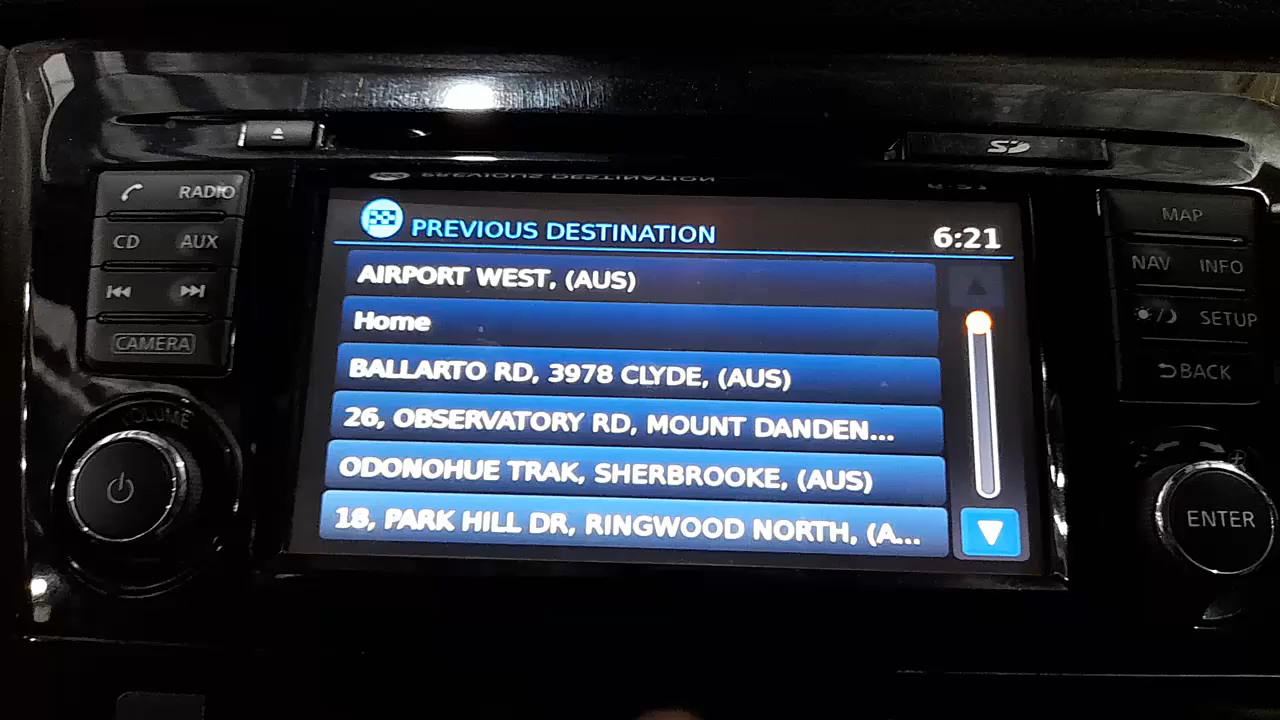 RADIO
CD AUX
CAMERA
VOLUME
SD
PREVIOUS DESTINATION
6:21
AIRPORT WEST, (AUS)
Home
BALLARTO RD, 3978 CLYDE, (AUS)
26, OBSERVATORY RD, MOUNT DANDEN...
ODONOHUE TRAK, SHERBROOKE, (AUS)
18, PARK HILL DR, RINGWOOD NORTH, (A...
MAP
NAV INFO
SETUP
BACK
ENTER